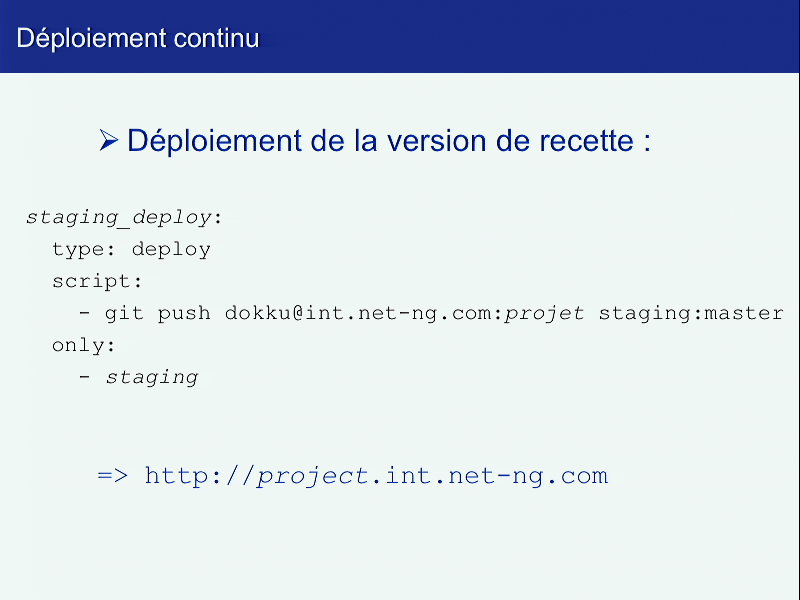 Déploiement continu
➢ Déploiement de la version de recette :
staging_deploy:
  type: deploy
  script:
    - git push dokku@int.net-ng.com:projet staging:master
  only:
    - staging
=> http://project.int.net-ng.com